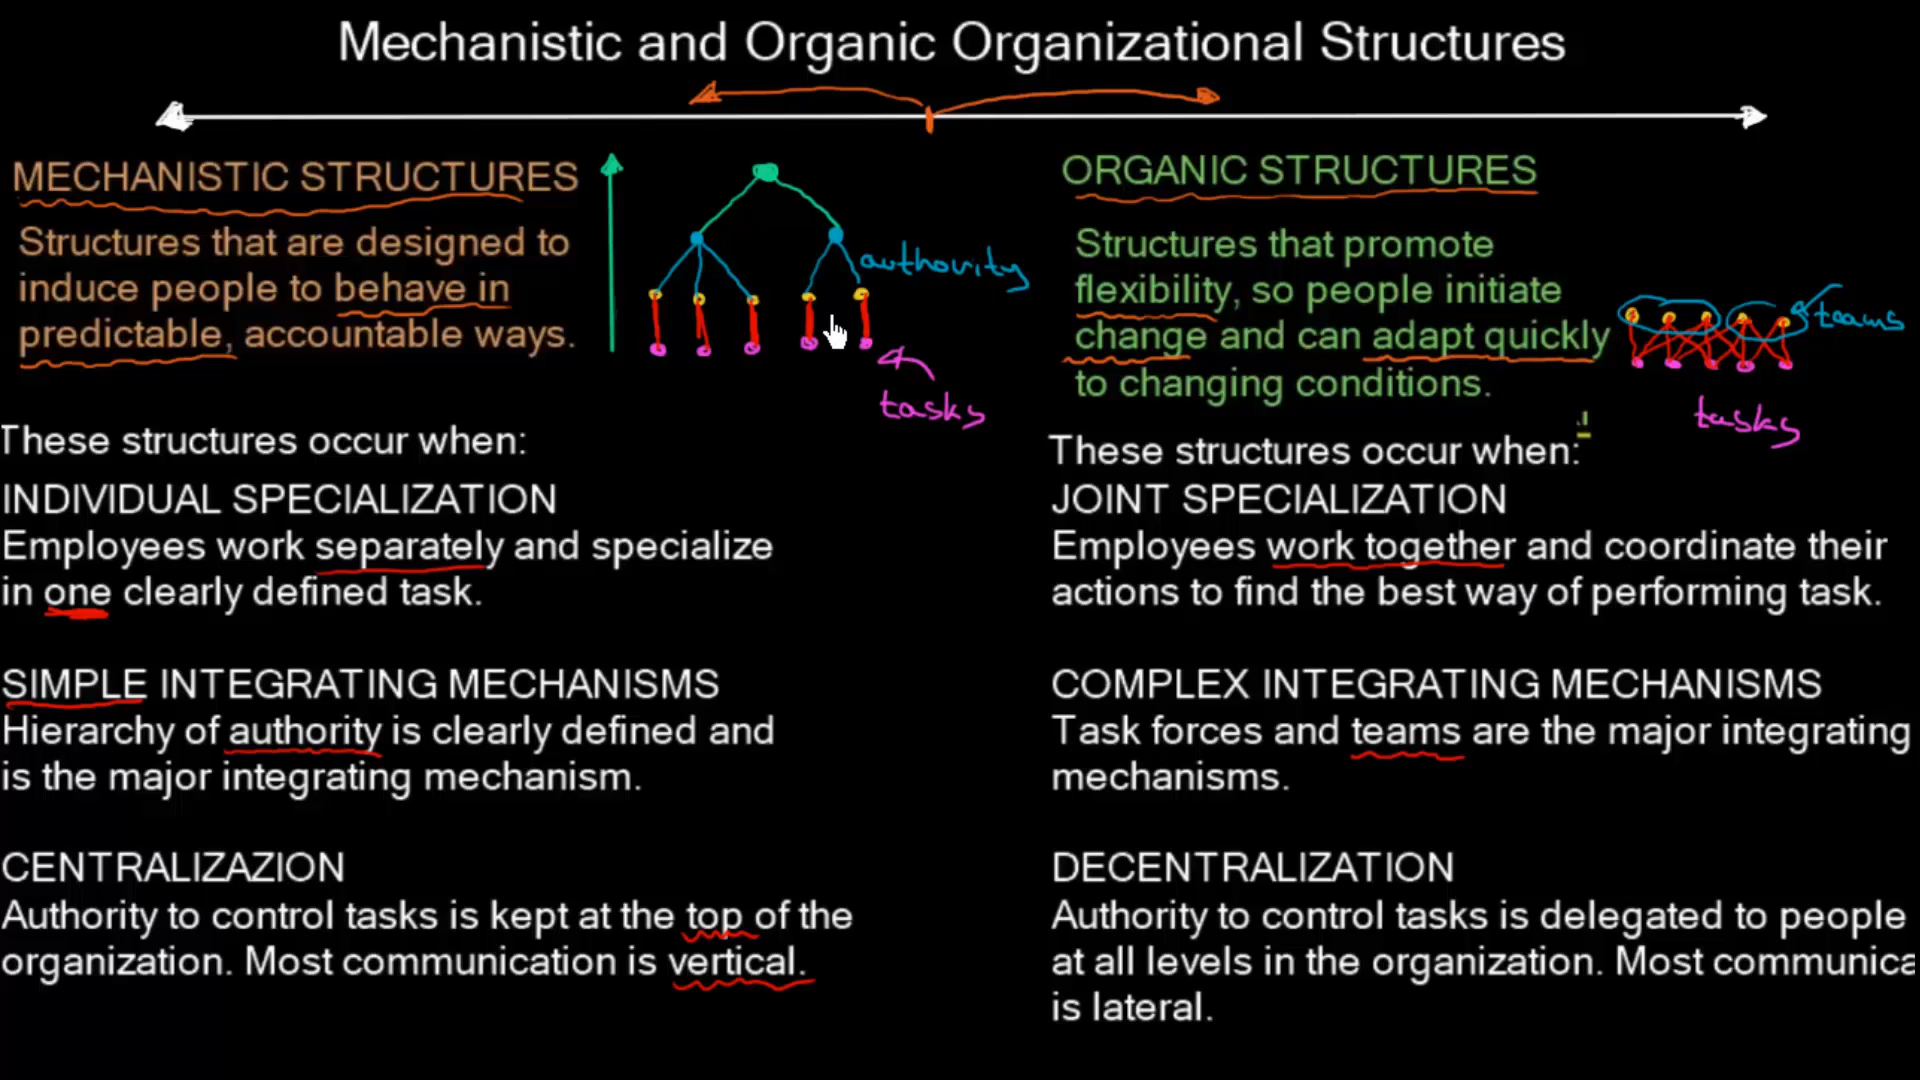 Mechanistic and Organic Organizational Structures
MECHANISTIC STRUCTURES
Structures that are designed to
induce people to behave in
predictable, accountable ways.
authority
tasks
These structures occur when:
INDIVIDUAL SPECIALIZATION
Employees work separately and specialize
in one clearly defined task.
SIMPLE INTEGRATING MECHANISMS
Hierarchy of authority is clearly defined and
is the major integrating mechanism.
CENTRALIZAZION
Authority to control tasks is kept at the top of the
organization. Most communication is vertical.
ORGANIC STRUCTURES
Structures that promote
flexibility, so people initiate
change and can adapt quickly
to changing conditions.
teams
tasks
These structures occur when:
JOINT SPECIALIZATION
Employees work together and coordinate their
actions to find the best way of performing task.
COMPLEX INTEGRATING MECHANISMS
Task forces and teams are the major integrating
mechanisms.
DECENTRALIZATION
Authority to control tasks is delegated to people
at all levels in the organization. Most communica
is lateral.